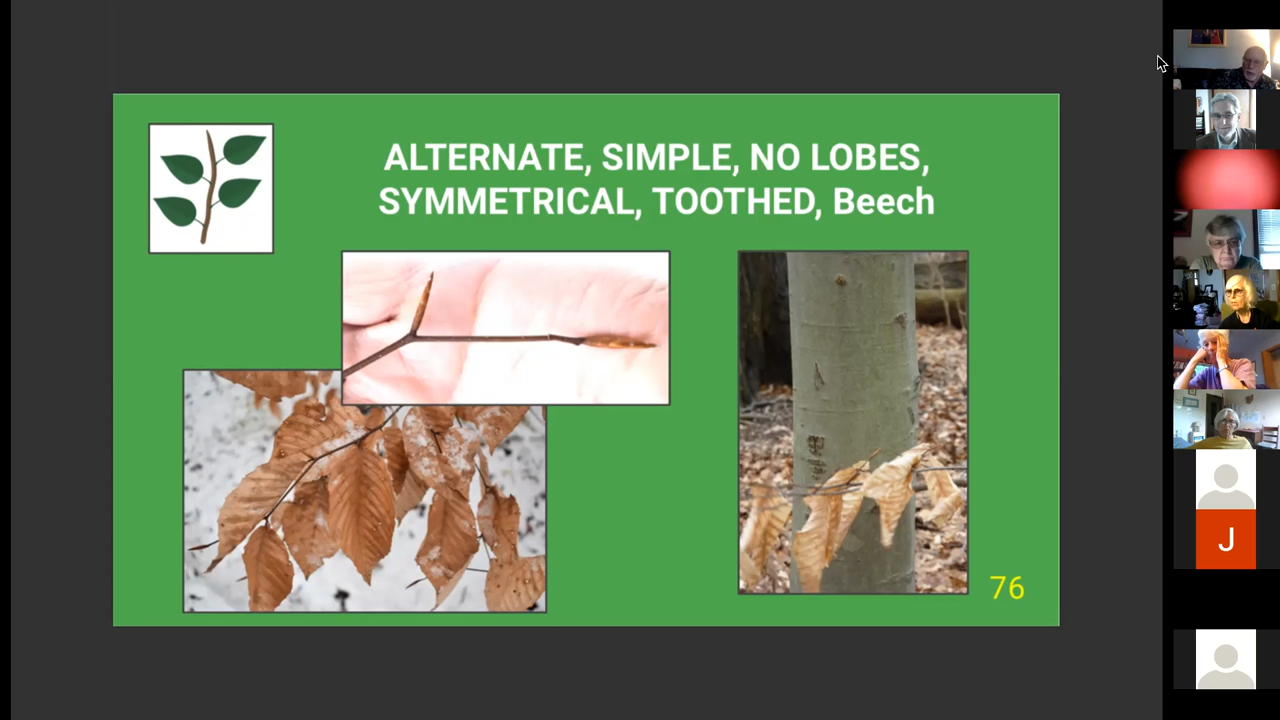 ALTERNATE, SIMPLE, NO LOBES,
SYMMETRICAL, TOOTHED, Beech
76
J